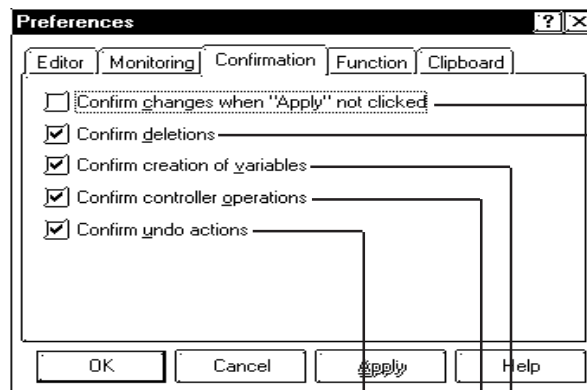 Preferences
Editor Monitoring Confirmation Function Clipboard
Confirm changes when "Apply" not clicked
Confirm deletions
Confirm creation of variables
Confirm controller operations
Confirm undo actions
OK Cancel Apply Help